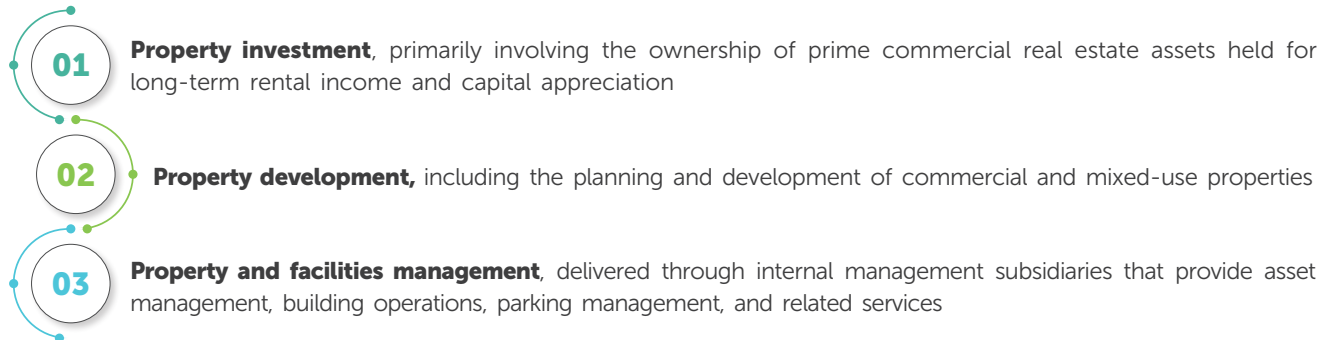 01
Property investment, primarily involving the ownership of prime commercial real estate assets held for
long-term rental income and capital appreciation
02
Property development, including the planning and development of commercial and mixed-use properties
03
Property and facilities management, delivered through internal management subsidiaries that provide asset
management, building operations, parking management, and related services